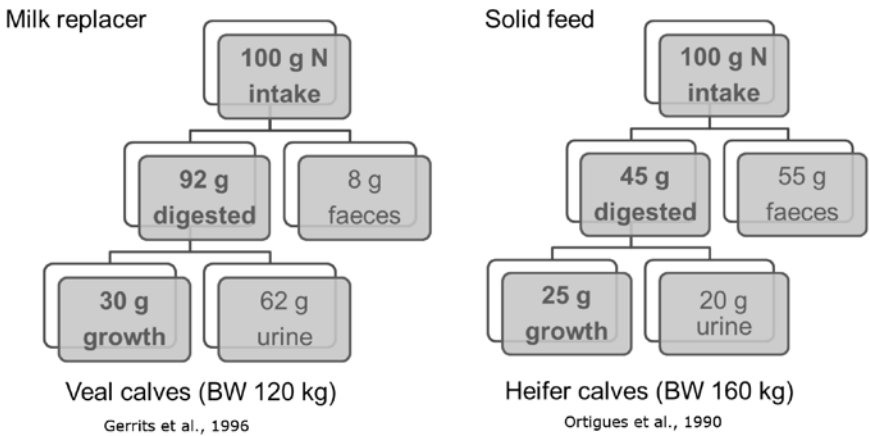 Milk replacer
100 g N
intake
92 g
digested
8 g
faeces
30 g
growth
62 g
urine
Veal calves (BW 120 kg)
Gerrits et al., 1996
Solid feed
100 g N
intake
45 g
digested
55 g
faeces
25 g
growth
20 g
urine
Heifer calves (BW 160 kg)
Ortigues et al., 1990